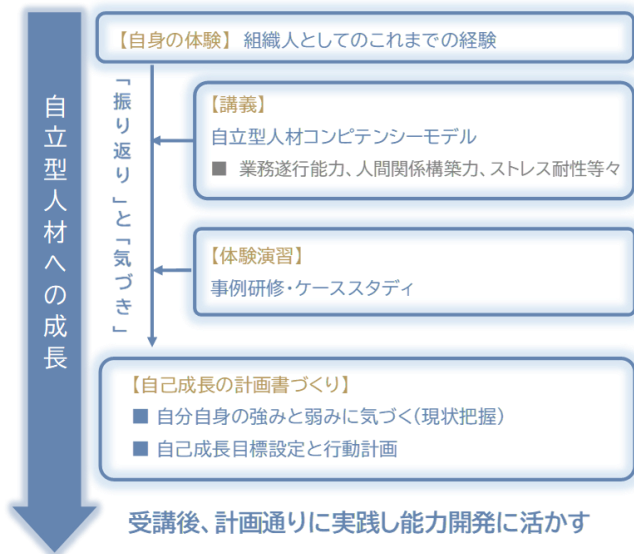 自立型人材への成長
【自身の体験】 組織人としてのこれまでの経験
「振り返り」と「気づき」
【講義】
自立型人材コンピテンシーモデル
■ 業務遂行能力、人間関係構築力、ストレス耐性等々
【体験演習】
事例研修・ケーススタディ
【自己成長の計画書づくり】
■ 自分自身の強みと弱みに気づく(現状把握)
■ 自己成長目標設定と行動計画
受講後、計画通りに実践し能力開発に活かす